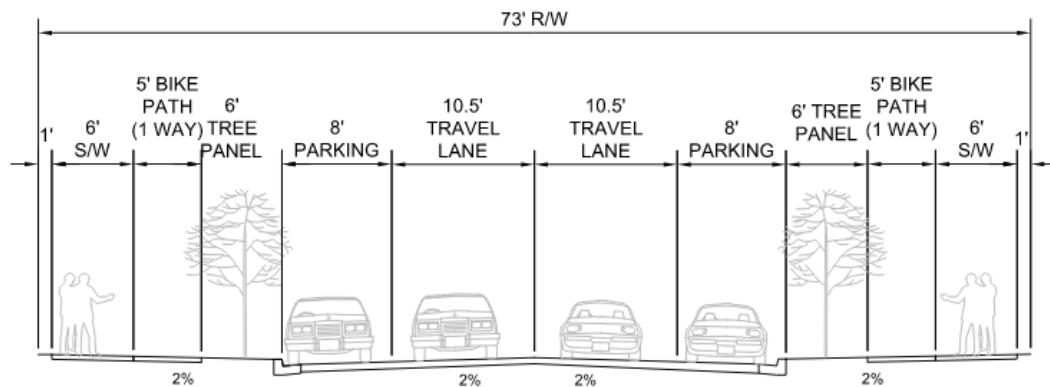 73' R/W
1'
6'
S/W
5' BIKE
PATH
(1 WAY)
6'
TREE
PANEL
8'
PARKING
10.5'
TRAVEL
LANE
10.5'
TRAVEL
LANE
8'
PARKING
6' TREE
PANEL
5' BIKE
PATH
(1 WAY)
6'
S/W
1'
2%
2%
2%
2%